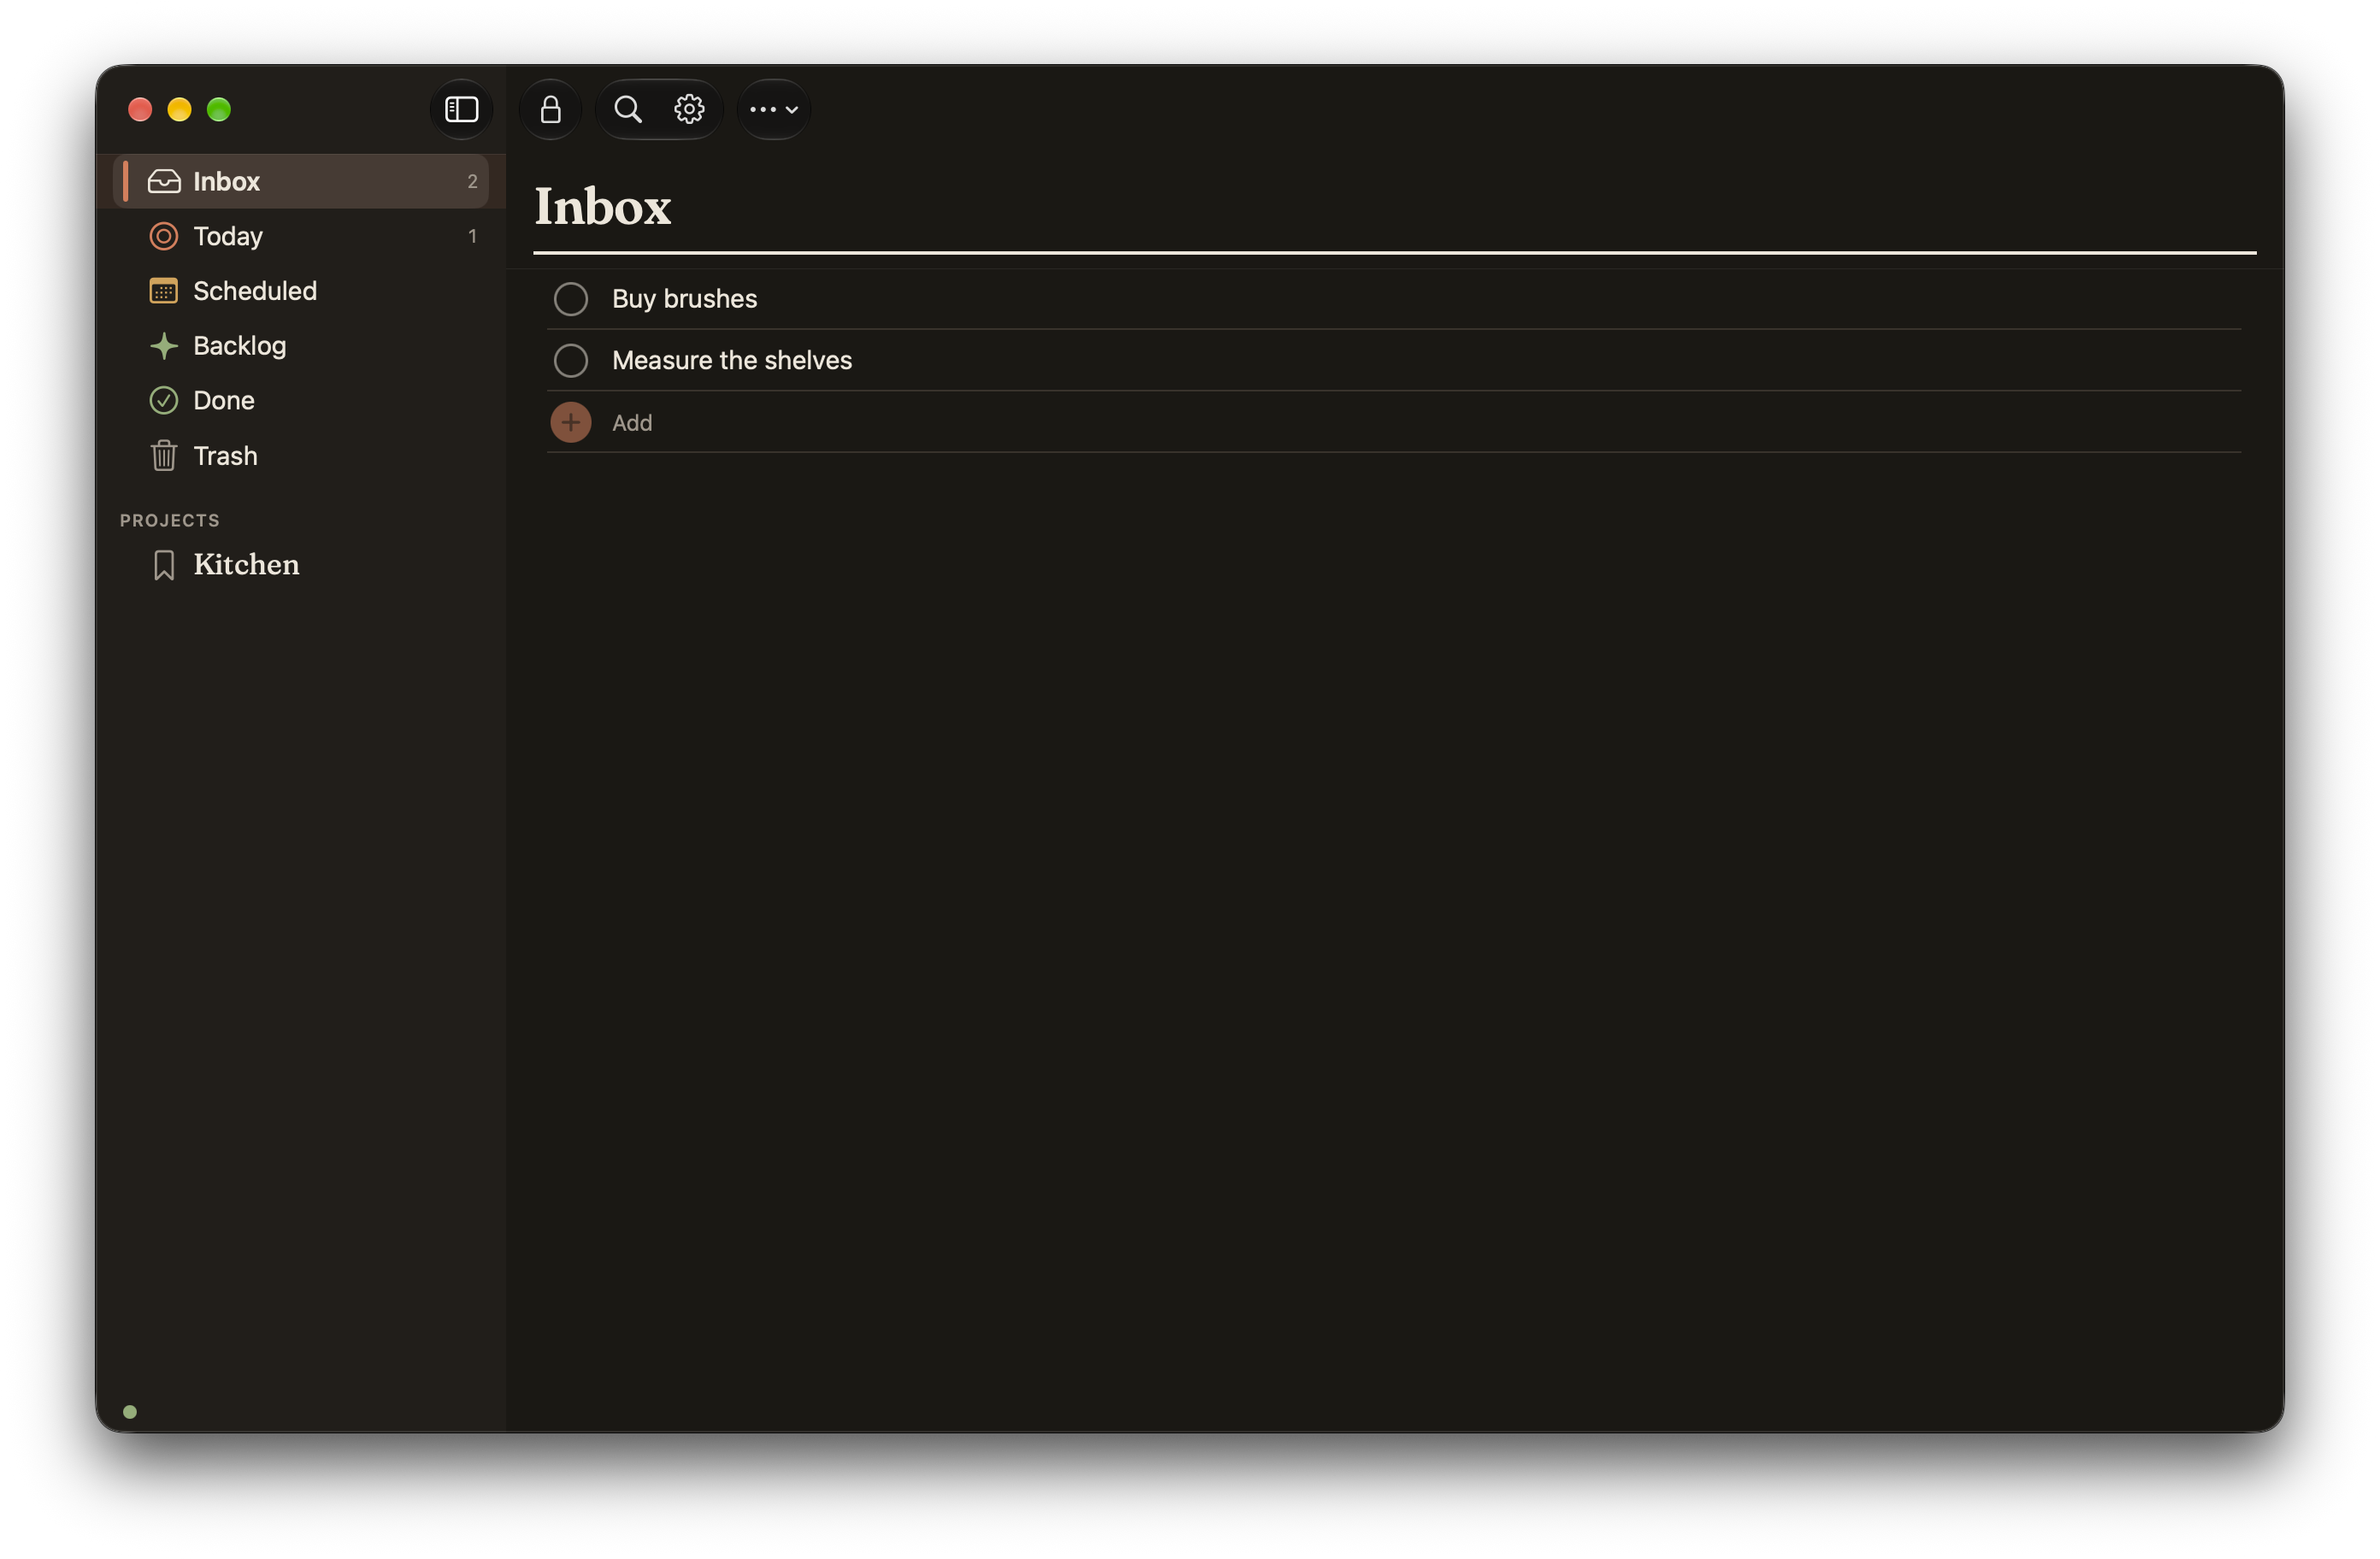 Inbox 2
Today 1
Scheduled
Backlog
Done
Trash
PROJECTS
Kitchen
Inbox
Buy brushes
Measure the shelves
Add